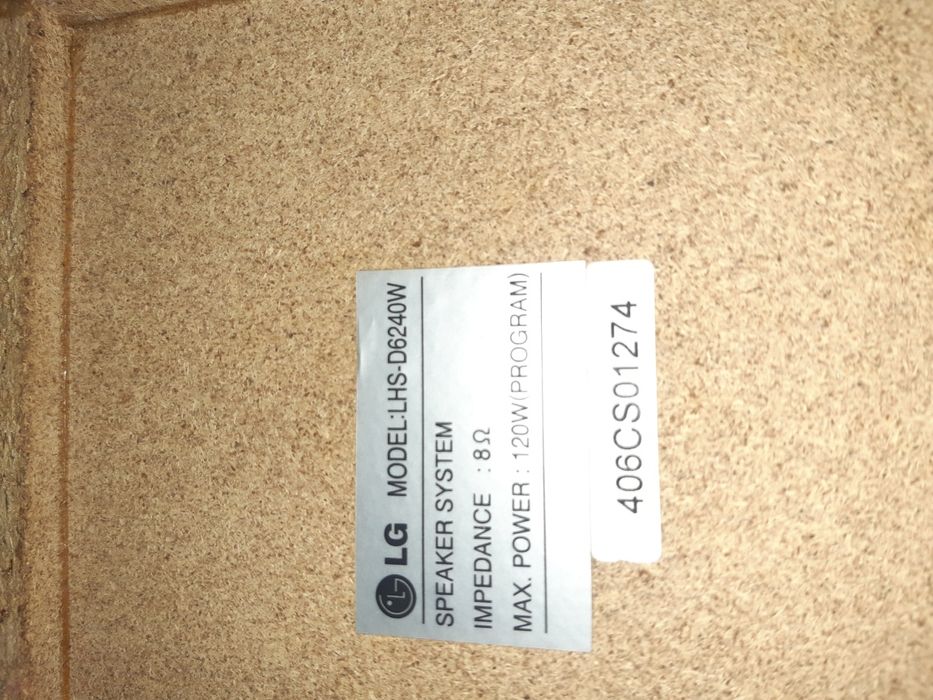 LG MODEL:LHS-D6240W
SPEAKER SYSTEM
IMPEDANCE : 8Ω
MAX. POWER : 120W(PROGRAM)
406CS01274